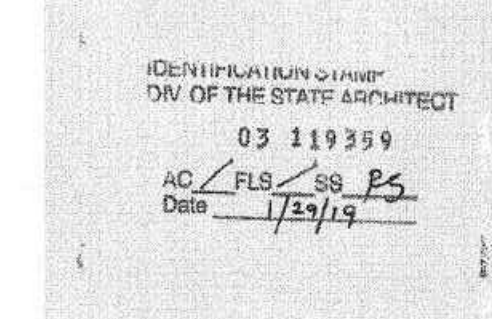 IDENTIFICATION STAMP
DIV. OF THE STATE ARCHITECT
03 119359
AC / FLS / SS PS
Date 1/29/19